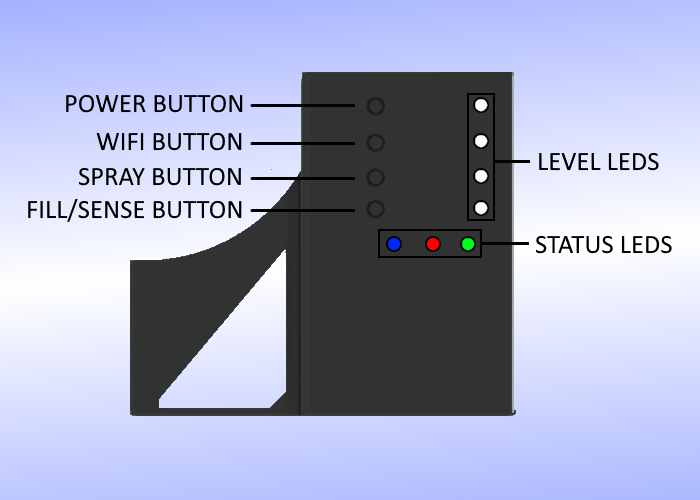 POWER BUTTON
WIFI BUTTON
SPRAY BUTTON
FILL/SENSE BUTTON
LEVEL LEDS
STATUS LEDS